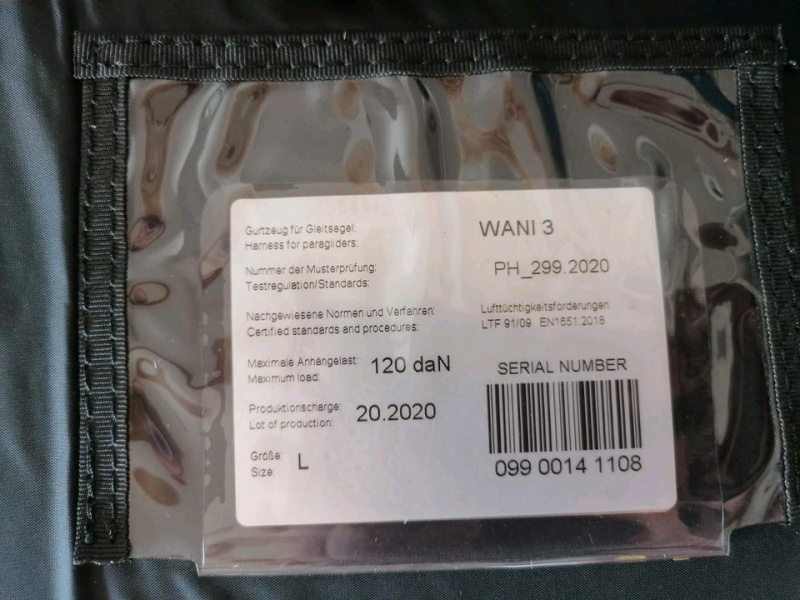 Gurtzeug für Gleitsegel:
Harness for paragliders:
WANI 3
Nummer der Musterprüfung:
Testregulation/Standards:
PH_299.2020
Nachgewiesene Normen und Verfahren:
Certified standards and procedures:
Lufttüchtigkeitsforderungen
LTF 91/09 EN1651.2018
Maximale Anhängelast:
Maximum load:
120 daN
Produktionscharge:
Lot of production:
20.2020
Größe:
Size:
L
SERIAL NUMBER
099 0014 1108